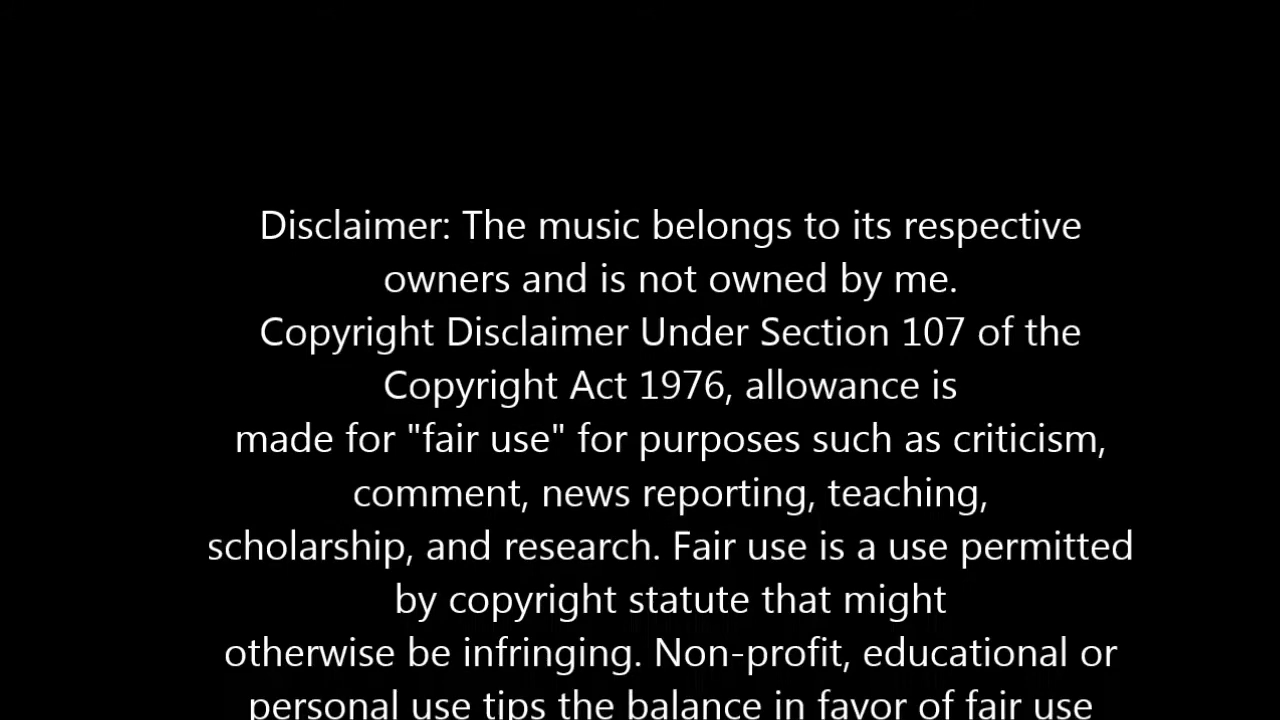 Disclaimer: The music belongs to its respective
owners and is not owned by me.
Copyright Disclaimer Under Section 107 of the
Copyright Act 1976, allowance is
made for "fair use" for purposes such as criticism,
comment, news reporting, teaching,
scholarship, and research. Fair use is a use permitted
by copyright statute that might
otherwise be infringing. Non-profit, educational or
personal use tips the balance in favor of fair use